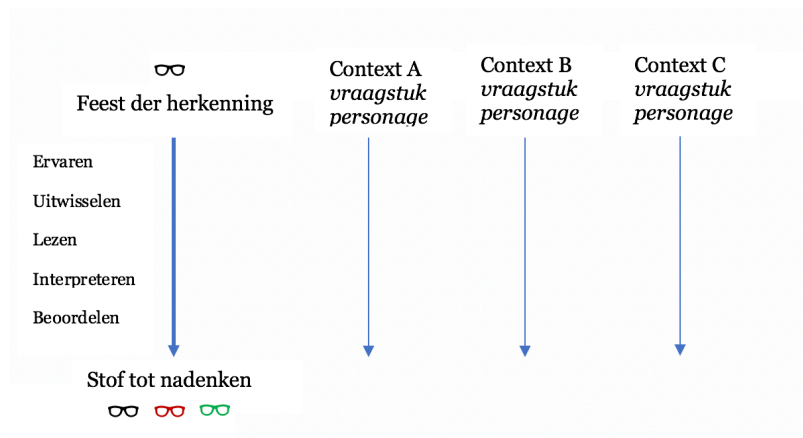 Feest der herkenning
Context A
vraagstuk
personage
Context B
vraagstuk
personage
Context C
vraagstuk
personage
Ervaren
Uitwisselen
Lezen
Interpreteren
Beoordelen
Stof tot nadenken